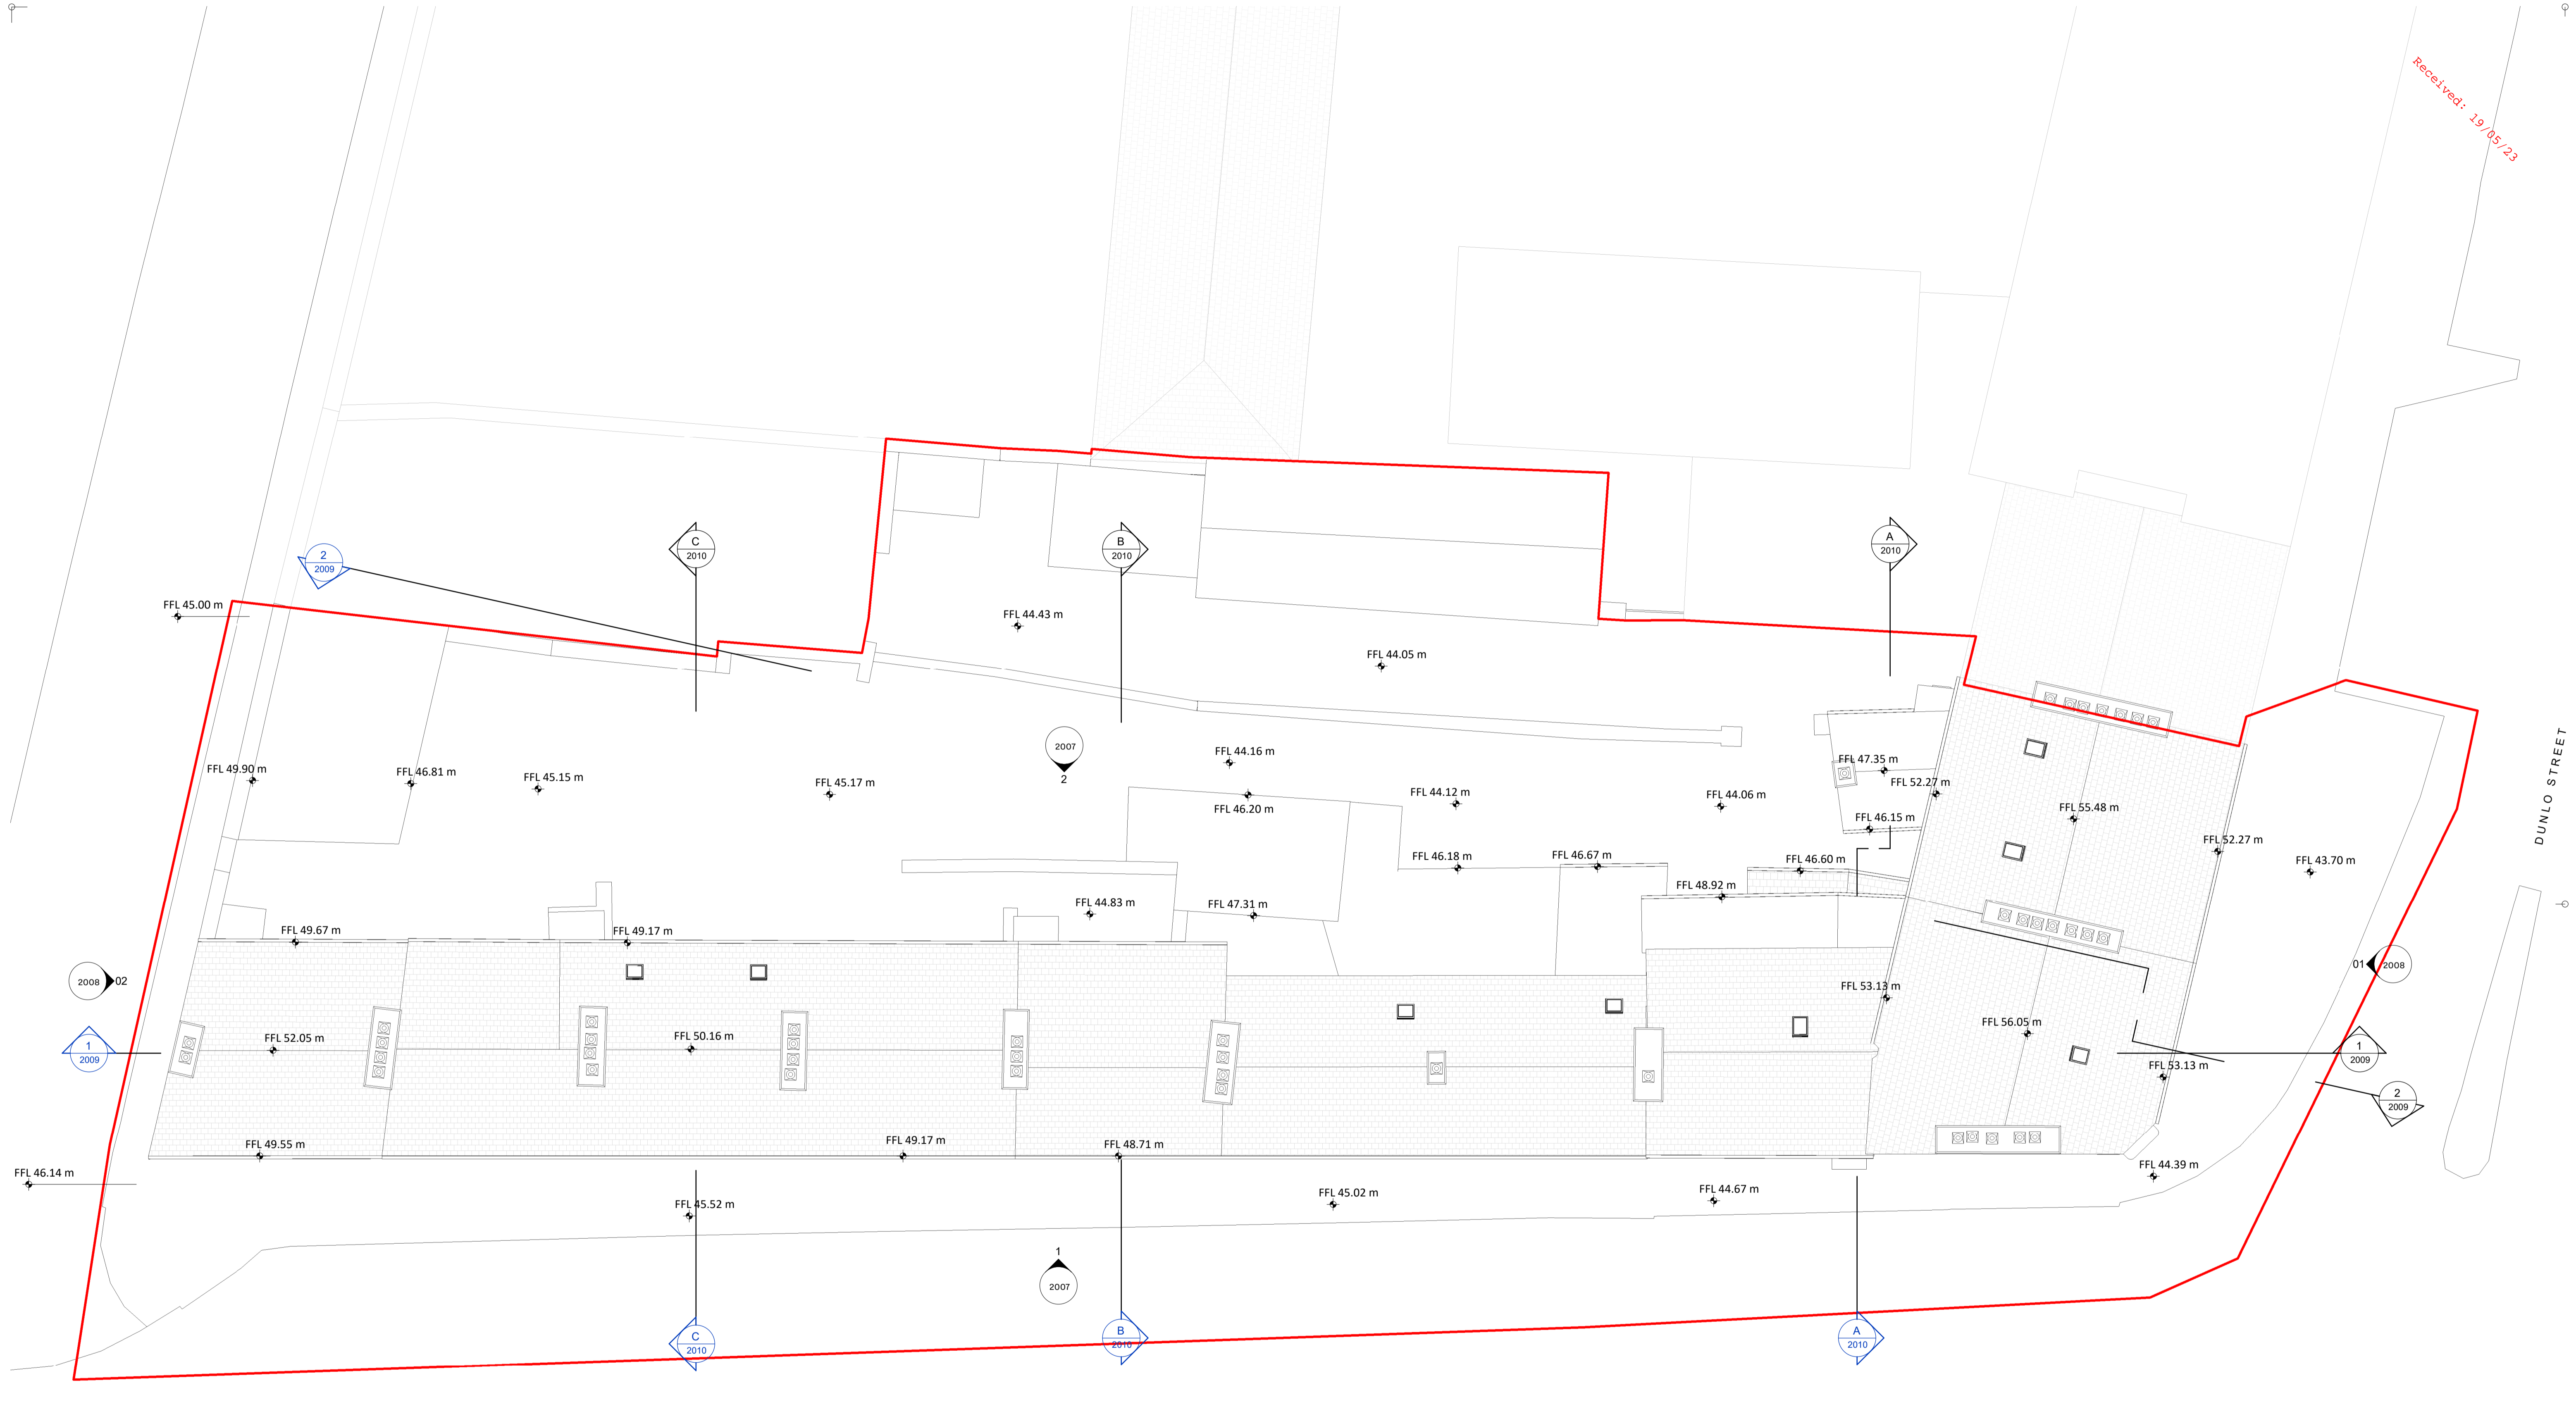 Received: 19/05/23
A
2010
C
2010
B
2010
2
2009
FFL 45.00 m
FFL 44.43 m
FFL 44.05 m
2007
2
FFL 44.16 m
FFL 47.35 m
FFL 49.90 m
FFL 46.81 m
FFL 45.15 m
FFL 45.17 m
FFL 52.27 m
DUNLO STREET
FFL 44.12 m
FFL 44.06 m
FFL 46.20 m
FFL 55.48 m
FFL 46.15 m
FFL 52.27 m
FFL 46.18 m
FFL 46.67 m
FFL 46.60 m
FFL 43.70 m
FFL 48.92 m
FFL 44.83 m
FFL 47.31 m
FFL 49.67 m
FFL 49.17 m
2008
02
01
2008
FFL 53.13 m
FFL 56.05 m
1
2009
FFL 52.05 m
FFL 50.16 m
1
2009
FFL 53.13 m
2
2009
FFL 49.55 m
FFL 49.17 m
FFL 48.71 m
FFL 46.14 m
FFL 44.39 m
FFL 45.52 m
FFL 45.02 m
FFL 44.67 m
1
2007
C
2010
B
2010
A
2010